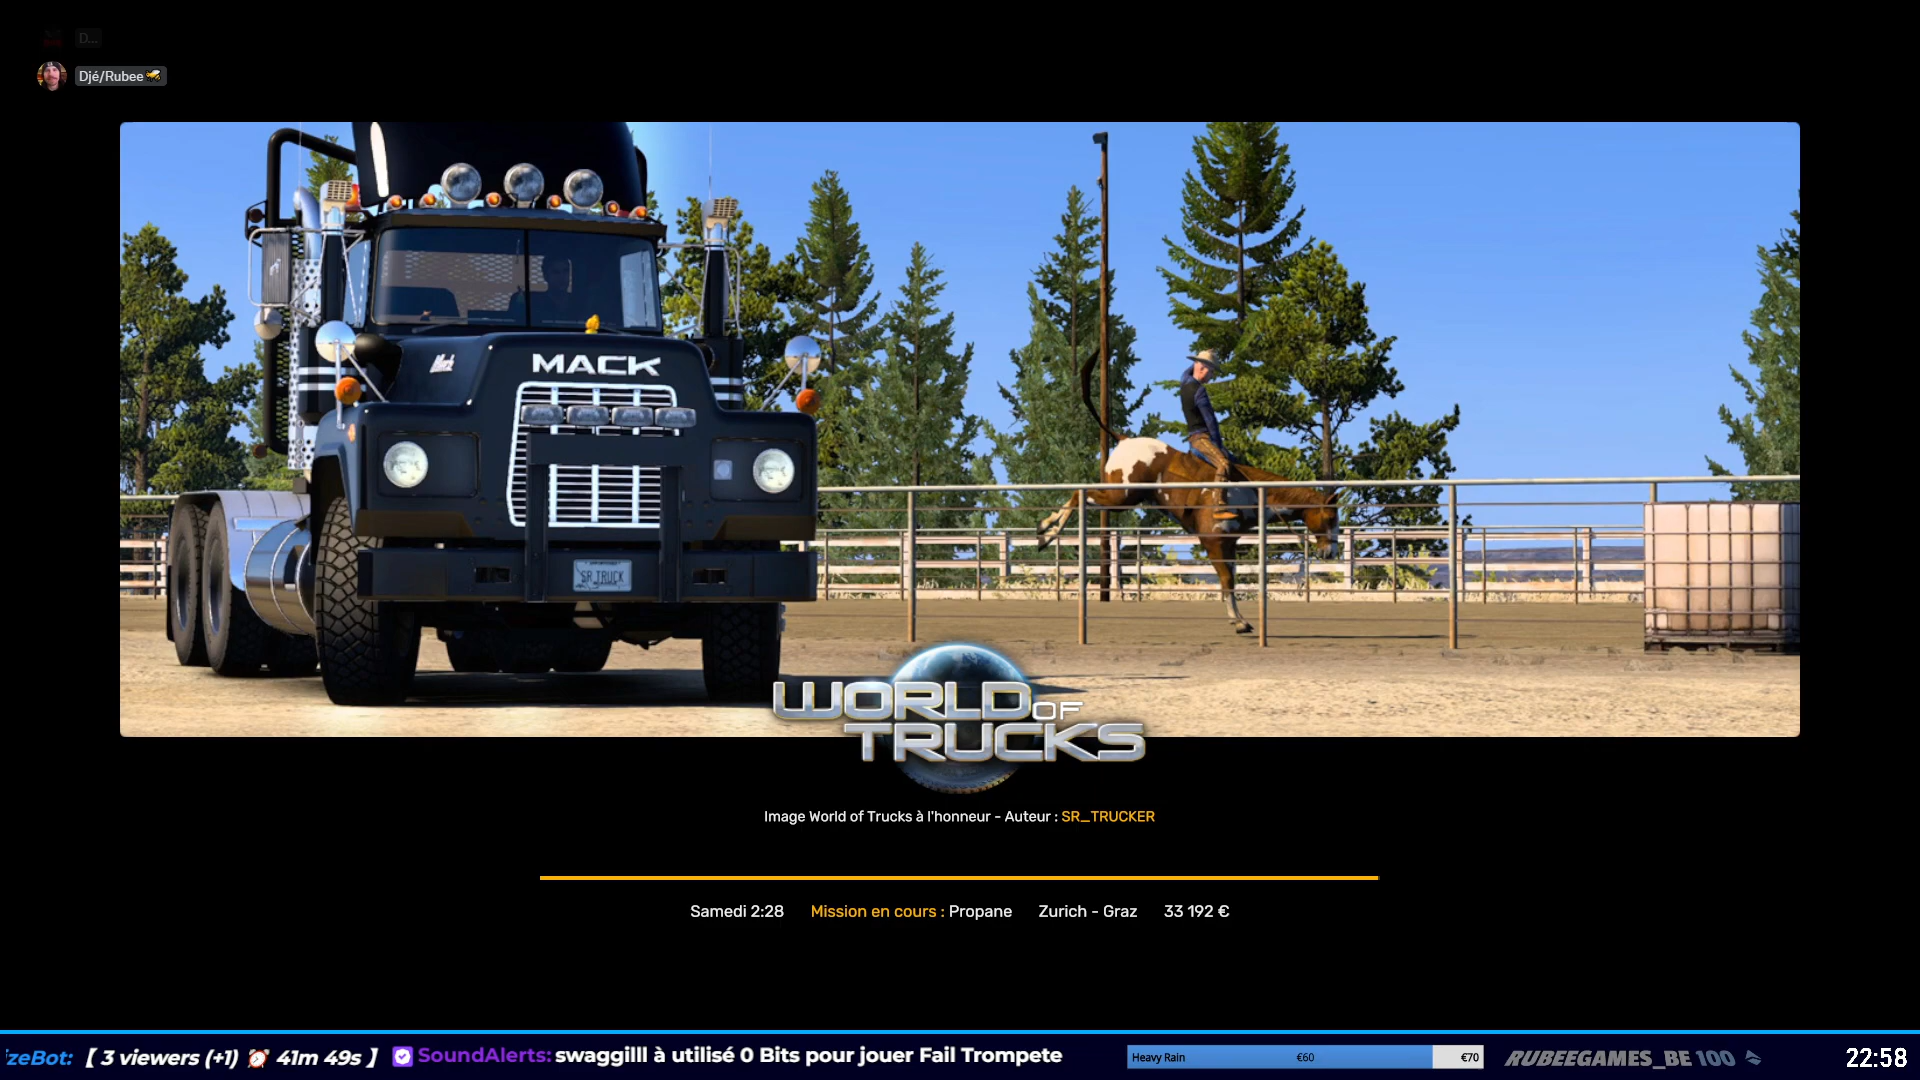 D...
Djé/Rubee
Mack
MACK
SR TRUCK
WORLD OF
TRUCKS
Image World of Trucks à l'honneur - Auteur : SR_TRUCKER
Samedi 2:28 Mission en cours : Propane Zurich - Graz 33 192 €
izeBot: [ 3 viewers (+1) ⏰ 41m 49s ] SoundAlerts: swaggilll à utilisé 0 Bits pour jouer Fail Trompete
Heavy Rain €60 €70
RUBEEGAMES_BE 100
22:58